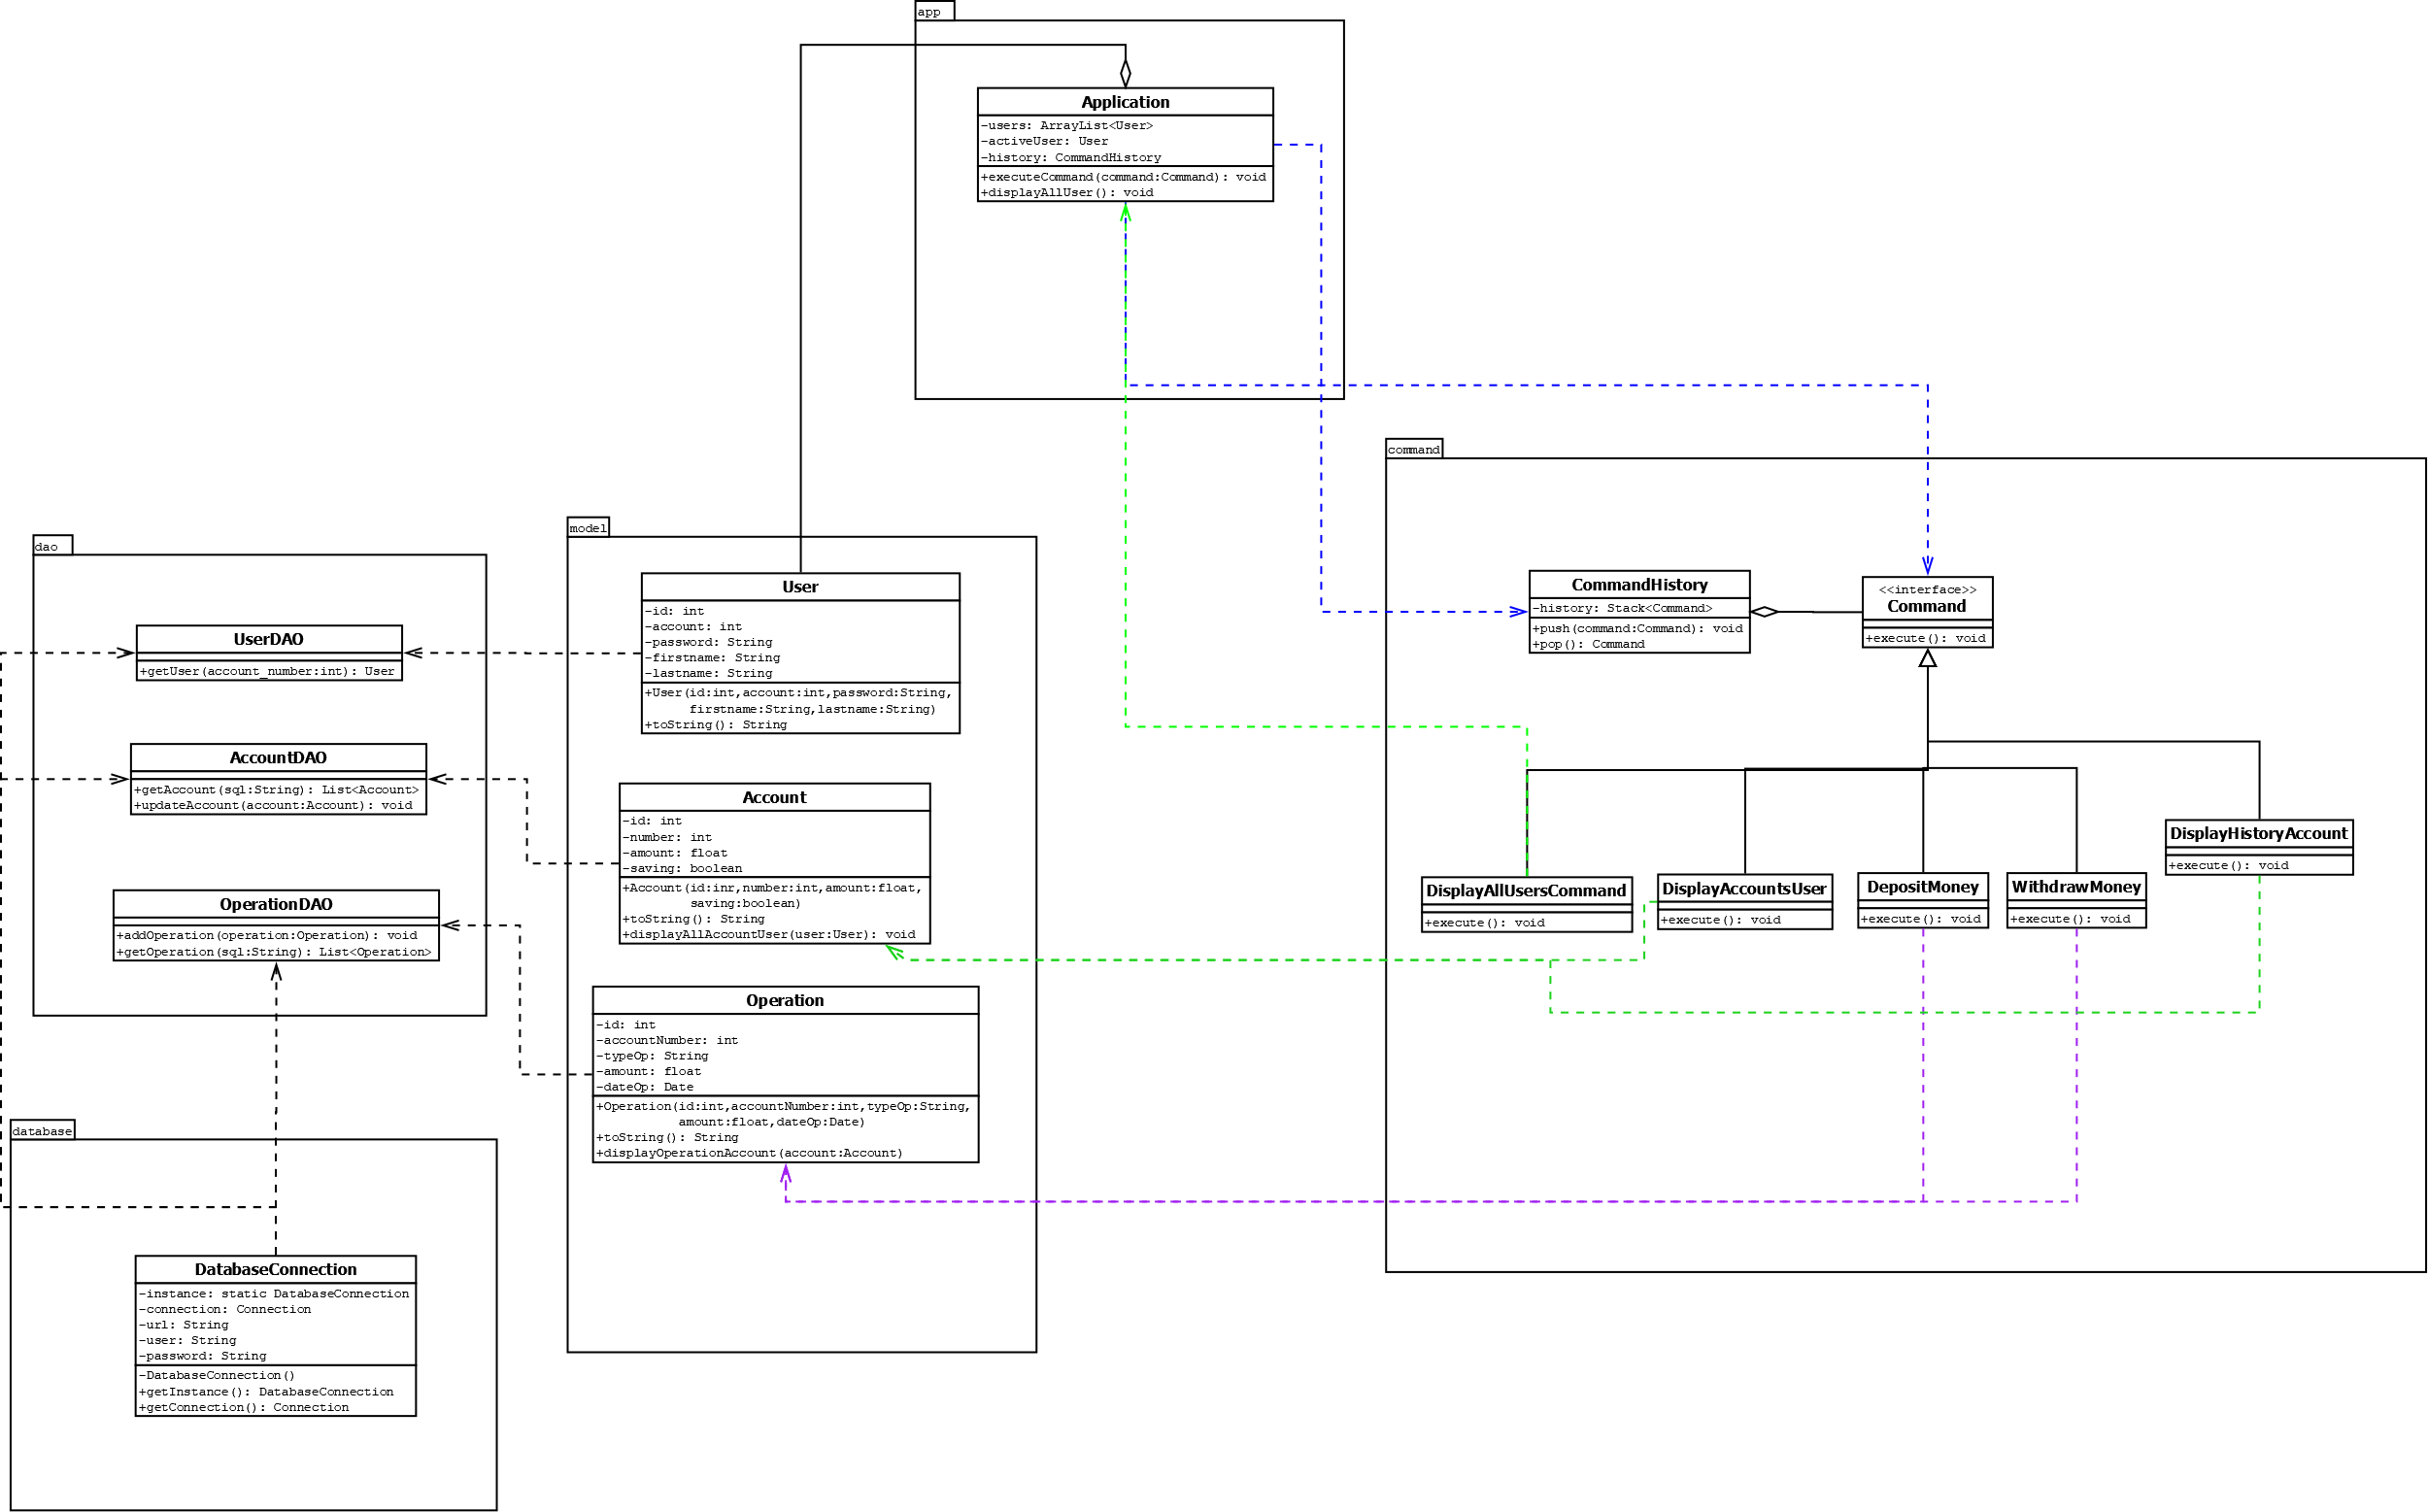 app
Application
-users: ArrayList<User>
-activeUser: User
-history: CommandHistory
+executeCommand(command:Command): void
+displayAllUser(): void
command
CommandHistory
-history: Stack<Command>
+push(command:Command): void
+pop(): Command
<<interface>>
Command
+execute(): void
DisplayAllUsersCommand
+execute(): void
DisplayAccountsUser
+execute(): void
DepositMoney
+execute(): void
WithdrawMoney
+execute(): void
DisplayHistoryAccount
+execute(): void
model
User
-id: int
-account: int
-password: String
-firstname: String
-lastname: String
+User(id:int,account:int,password:String,
firstname:String,lastname:String)
+toString(): String
Account
-id: int
-number: int
-amount: float
-saving: boolean
+Account(id:inr,number:int,amount:float,
saving:boolean)
+toString(): String
+displayAllAccountUser(user:User): void
Operation
-id: int
-accountNumber: int
-typeOp: String
-amount: float
-dateOp: Date
+Operation(id:int,accountNumber:int,typeOp:String,
amount:float,dateOp:Date)
+toString(): String
+displayOperationAccount(account:Account)
dao
UserDAO
+getUser(account_number:int): User
AccountDAO
+getAccount(sql:String): List<Account>
+updateAccount(account:Account): void
OperationDAO
+addOperation(operation:Operation): void
+getOperation(sql:String): List<Operation>
database
DatabaseConnection
-instance: static DatabaseConnection
-connection: Connection
-url: String
-user: String
-password: String
-DatabaseConnection()
+getInstance(): DatabaseConnection
+getConnection(): Connection